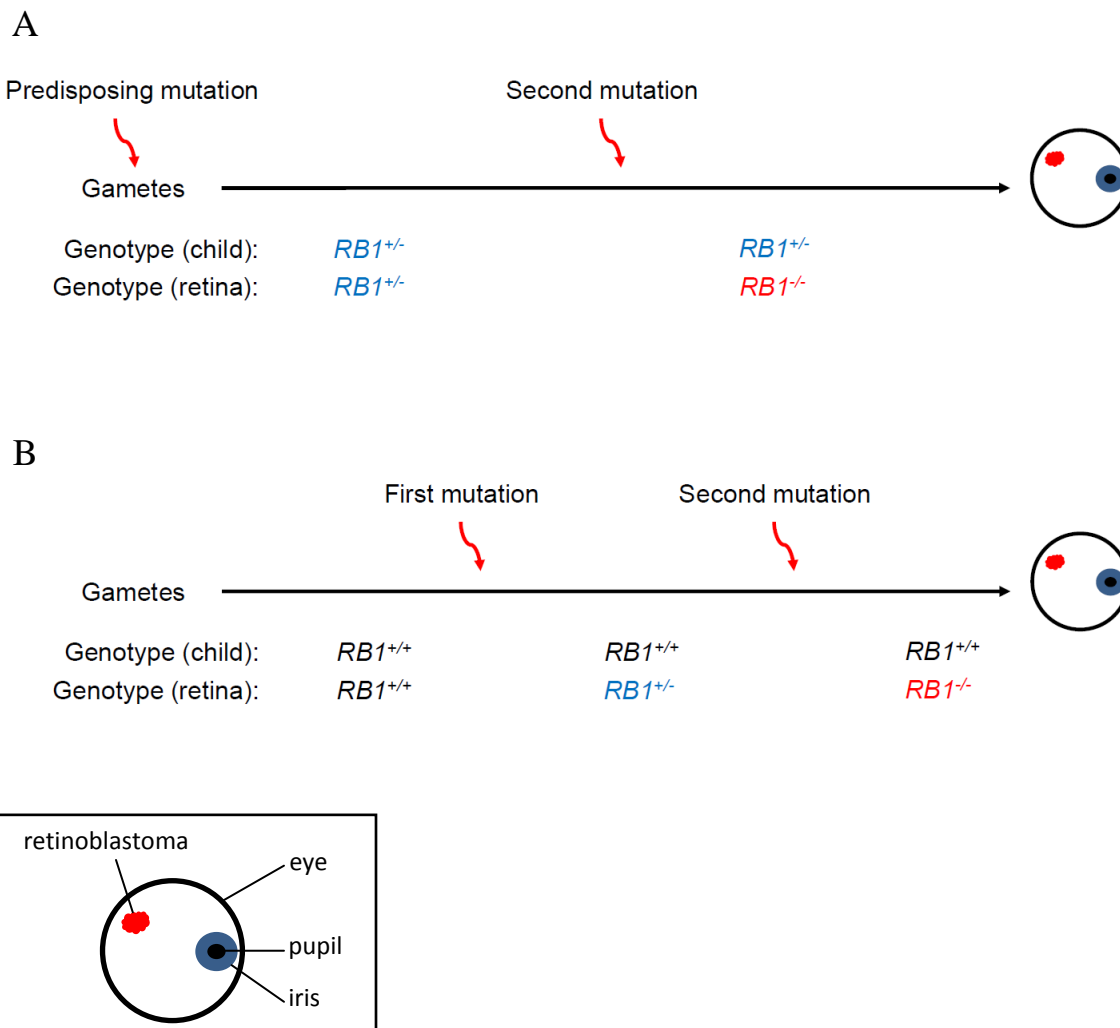 A
Predisposing mutation Second mutation
Gametes
Genotype (child): RB1+/- RB1+/-
Genotype (retina): RB1+/- RB1-/-
B
First mutation Second mutation
Gametes
Genotype (child): RB1+/+ RB1+/+ RB1+/+
Genotype (retina): RB1+/+ RB1+/- RB1-/-
retinoblastoma
eye
pupil
iris